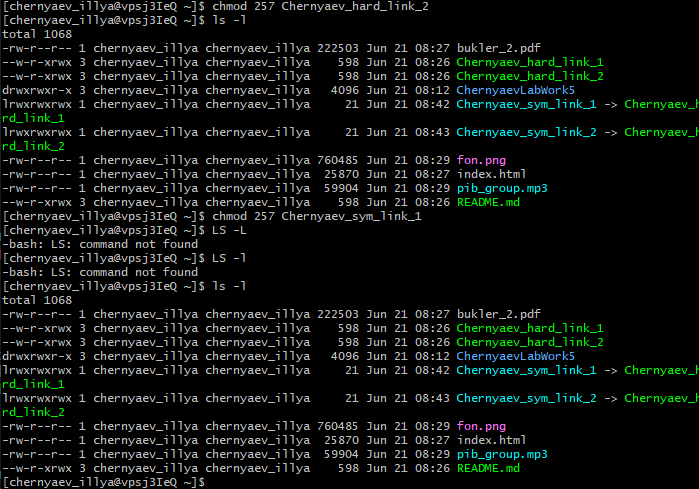 [chernyaev_illya@vpsj3IeQ ~]$ chmod 257 Chernyaev_hard_link_2
[chernyaev_illya@vpsj3IeQ ~]$ ls -l
total 1068
-rw-r--r-- 1 chernyaev_illya chernyaev_illya 222503 Jun 21 08:27 bukler_2.pdf
--w-r-xrwx 3 chernyaev_illya chernyaev_illya    598 Jun 21 08:26 Chernyaev_hard_link_1
--w-r-xrwx 3 chernyaev_illya chernyaev_illya    598 Jun 21 08:26 Chernyaev_hard_link_2
drwxrwxr-x 3 chernyaev_illya chernyaev_illya   4096 Jun 21 08:12 ChernyaevLabWork5
lrwxrwxrwx 1 chernyaev_illya chernyaev_illya     21 Jun 21 08:42 Chernyaev_sym_link_1 -> Chernyaev_h
rd_link_1
lrwxrwxrwx 1 chernyaev_illya chernyaev_illya     21 Jun 21 08:43 Chernyaev_sym_link_2 -> Chernyaev_h
rd_link_2
-rw-r--r-- 1 chernyaev_illya chernyaev_illya 760485 Jun 21 08:29 fon.png
-rw-r--r-- 1 chernyaev_illya chernyaev_illya  25870 Jun 21 08:27 index.html
-rw-r--r-- 1 chernyaev_illya chernyaev_illya  59904 Jun 21 08:29 pib_group.mp3
--w-r-xrwx 3 chernyaev_illya chernyaev_illya    598 Jun 21 08:26 README.md
[chernyaev_illya@vpsj3IeQ ~]$ chmod 257 Chernyaev_sym_link_1
[chernyaev_illya@vpsj3IeQ ~]$ LS -L
-bash: LS: command not found
[chernyaev_illya@vpsj3IeQ ~]$ LS -l
-bash: LS: command not found
[chernyaev_illya@vpsj3IeQ ~]$ ls -l
total 1068
-rw-r--r-- 1 chernyaev_illya chernyaev_illya 222503 Jun 21 08:27 bukler_2.pdf
--w-r-xrwx 3 chernyaev_illya chernyaev_illya    598 Jun 21 08:26 Chernyaev_hard_link_1
--w-r-xrwx 3 chernyaev_illya chernyaev_illya    598 Jun 21 08:26 Chernyaev_hard_link_2
drwxrwxr-x 3 chernyaev_illya chernyaev_illya   4096 Jun 21 08:12 ChernyaevLabWork5
lrwxrwxrwx 1 chernyaev_illya chernyaev_illya     21 Jun 21 08:42 Chernyaev_sym_link_1 -> Chernyaev_h
rd_link_1
lrwxrwxrwx 1 chernyaev_illya chernyaev_illya     21 Jun 21 08:43 Chernyaev_sym_link_2 -> Chernyaev_h
rd_link_2
-rw-r--r-- 1 chernyaev_illya chernyaev_illya 760485 Jun 21 08:29 fon.png
-rw-r--r-- 1 chernyaev_illya chernyaev_illya  25870 Jun 21 08:27 index.html
-rw-r--r-- 1 chernyaev_illya chernyaev_illya  59904 Jun 21 08:29 pib_group.mp3
--w-r-xrwx 3 chernyaev_illya chernyaev_illya    598 Jun 21 08:26 README.md
[chernyaev_illya@vpsj3IeQ ~]$